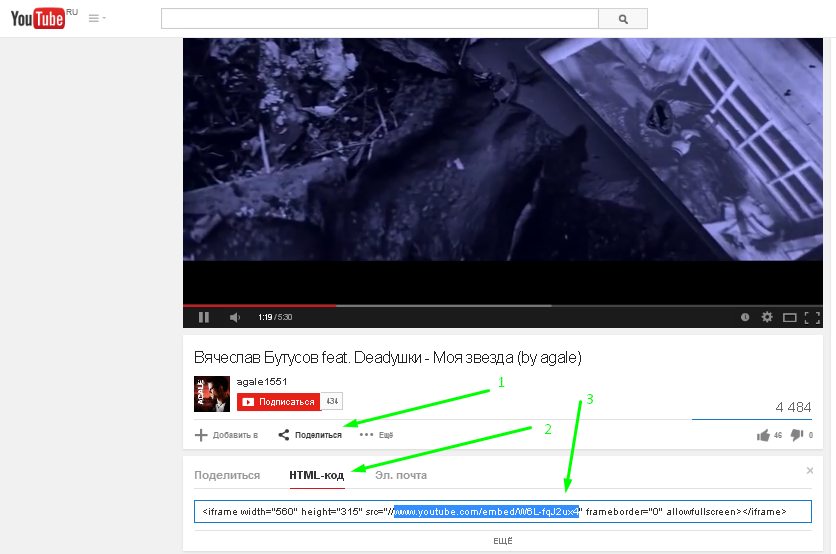 YouTube RU
1:19 / 5:30
Вячеслав Бутусов feat. Deadушки - Моя звезда (by agale)
AGALE
agale1551
Подписаться 434
1
3
4 484
Добавить в Поделиться Ещё
46 0
2
Поделиться HTML-код Эл. почта
<iframe width="560" height="315" src="//www.youtube.com/embed/W6L-fqJ2ux4" frameborder="0" allowfullscreen></iframe>
ЕЩЁ